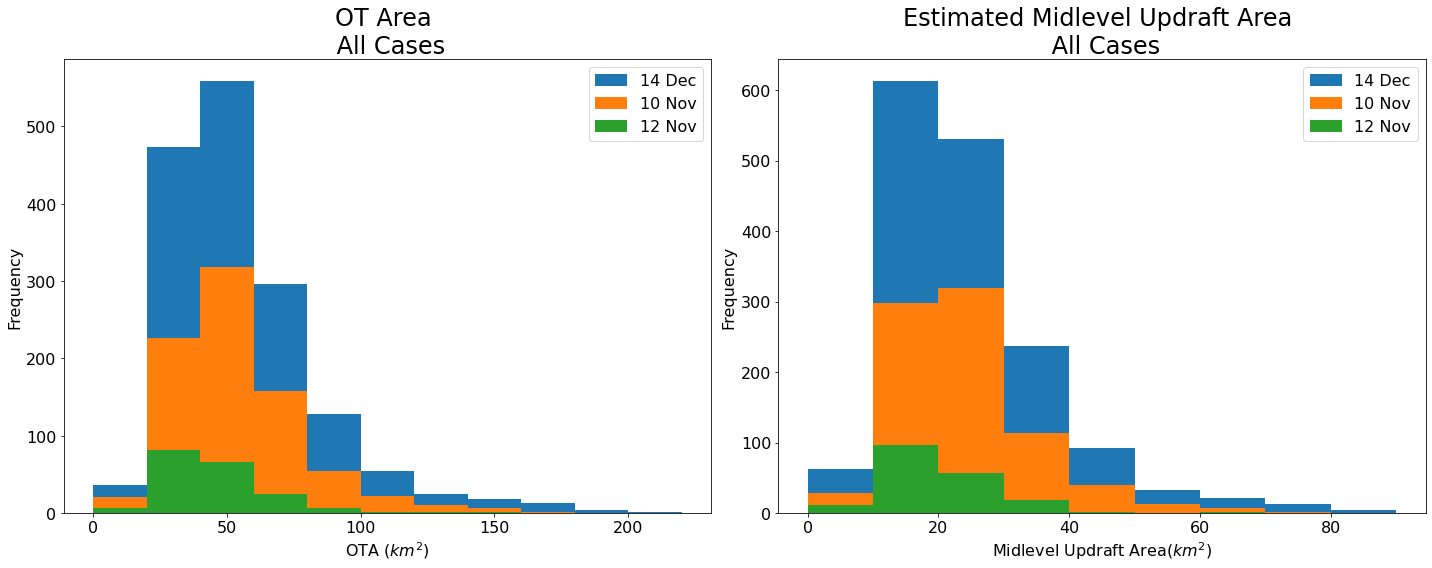 OT Area
All Cases
14 Dec
10 Nov
12 Nov
500
400
300
200
100
0
Frequency
0
50
100
150
200
OTA (km²)
Estimated Midlevel Updraft Area
All Cases
14 Dec
10 Nov
12 Nov
600
500
400
300
200
100
0
Frequency
0
20
40
60
80
Midlevel Updraft Area(km²)